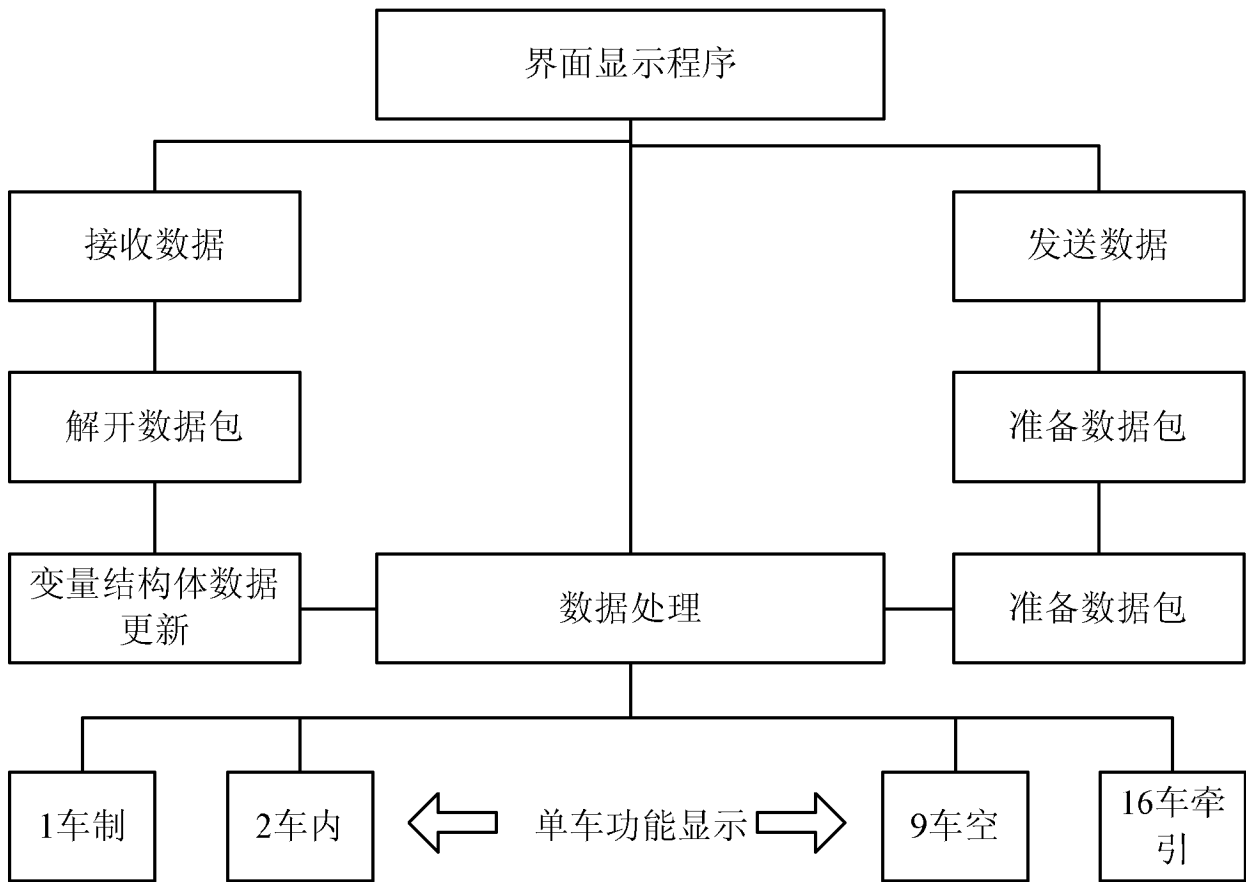 界面显示程序
接收数据
发送数据
解开数据包
准备数据包
变量结构体数据
更新
数据处理
准备数据包
1车制
2车内
单车功能显示
9车空
16车牵
引